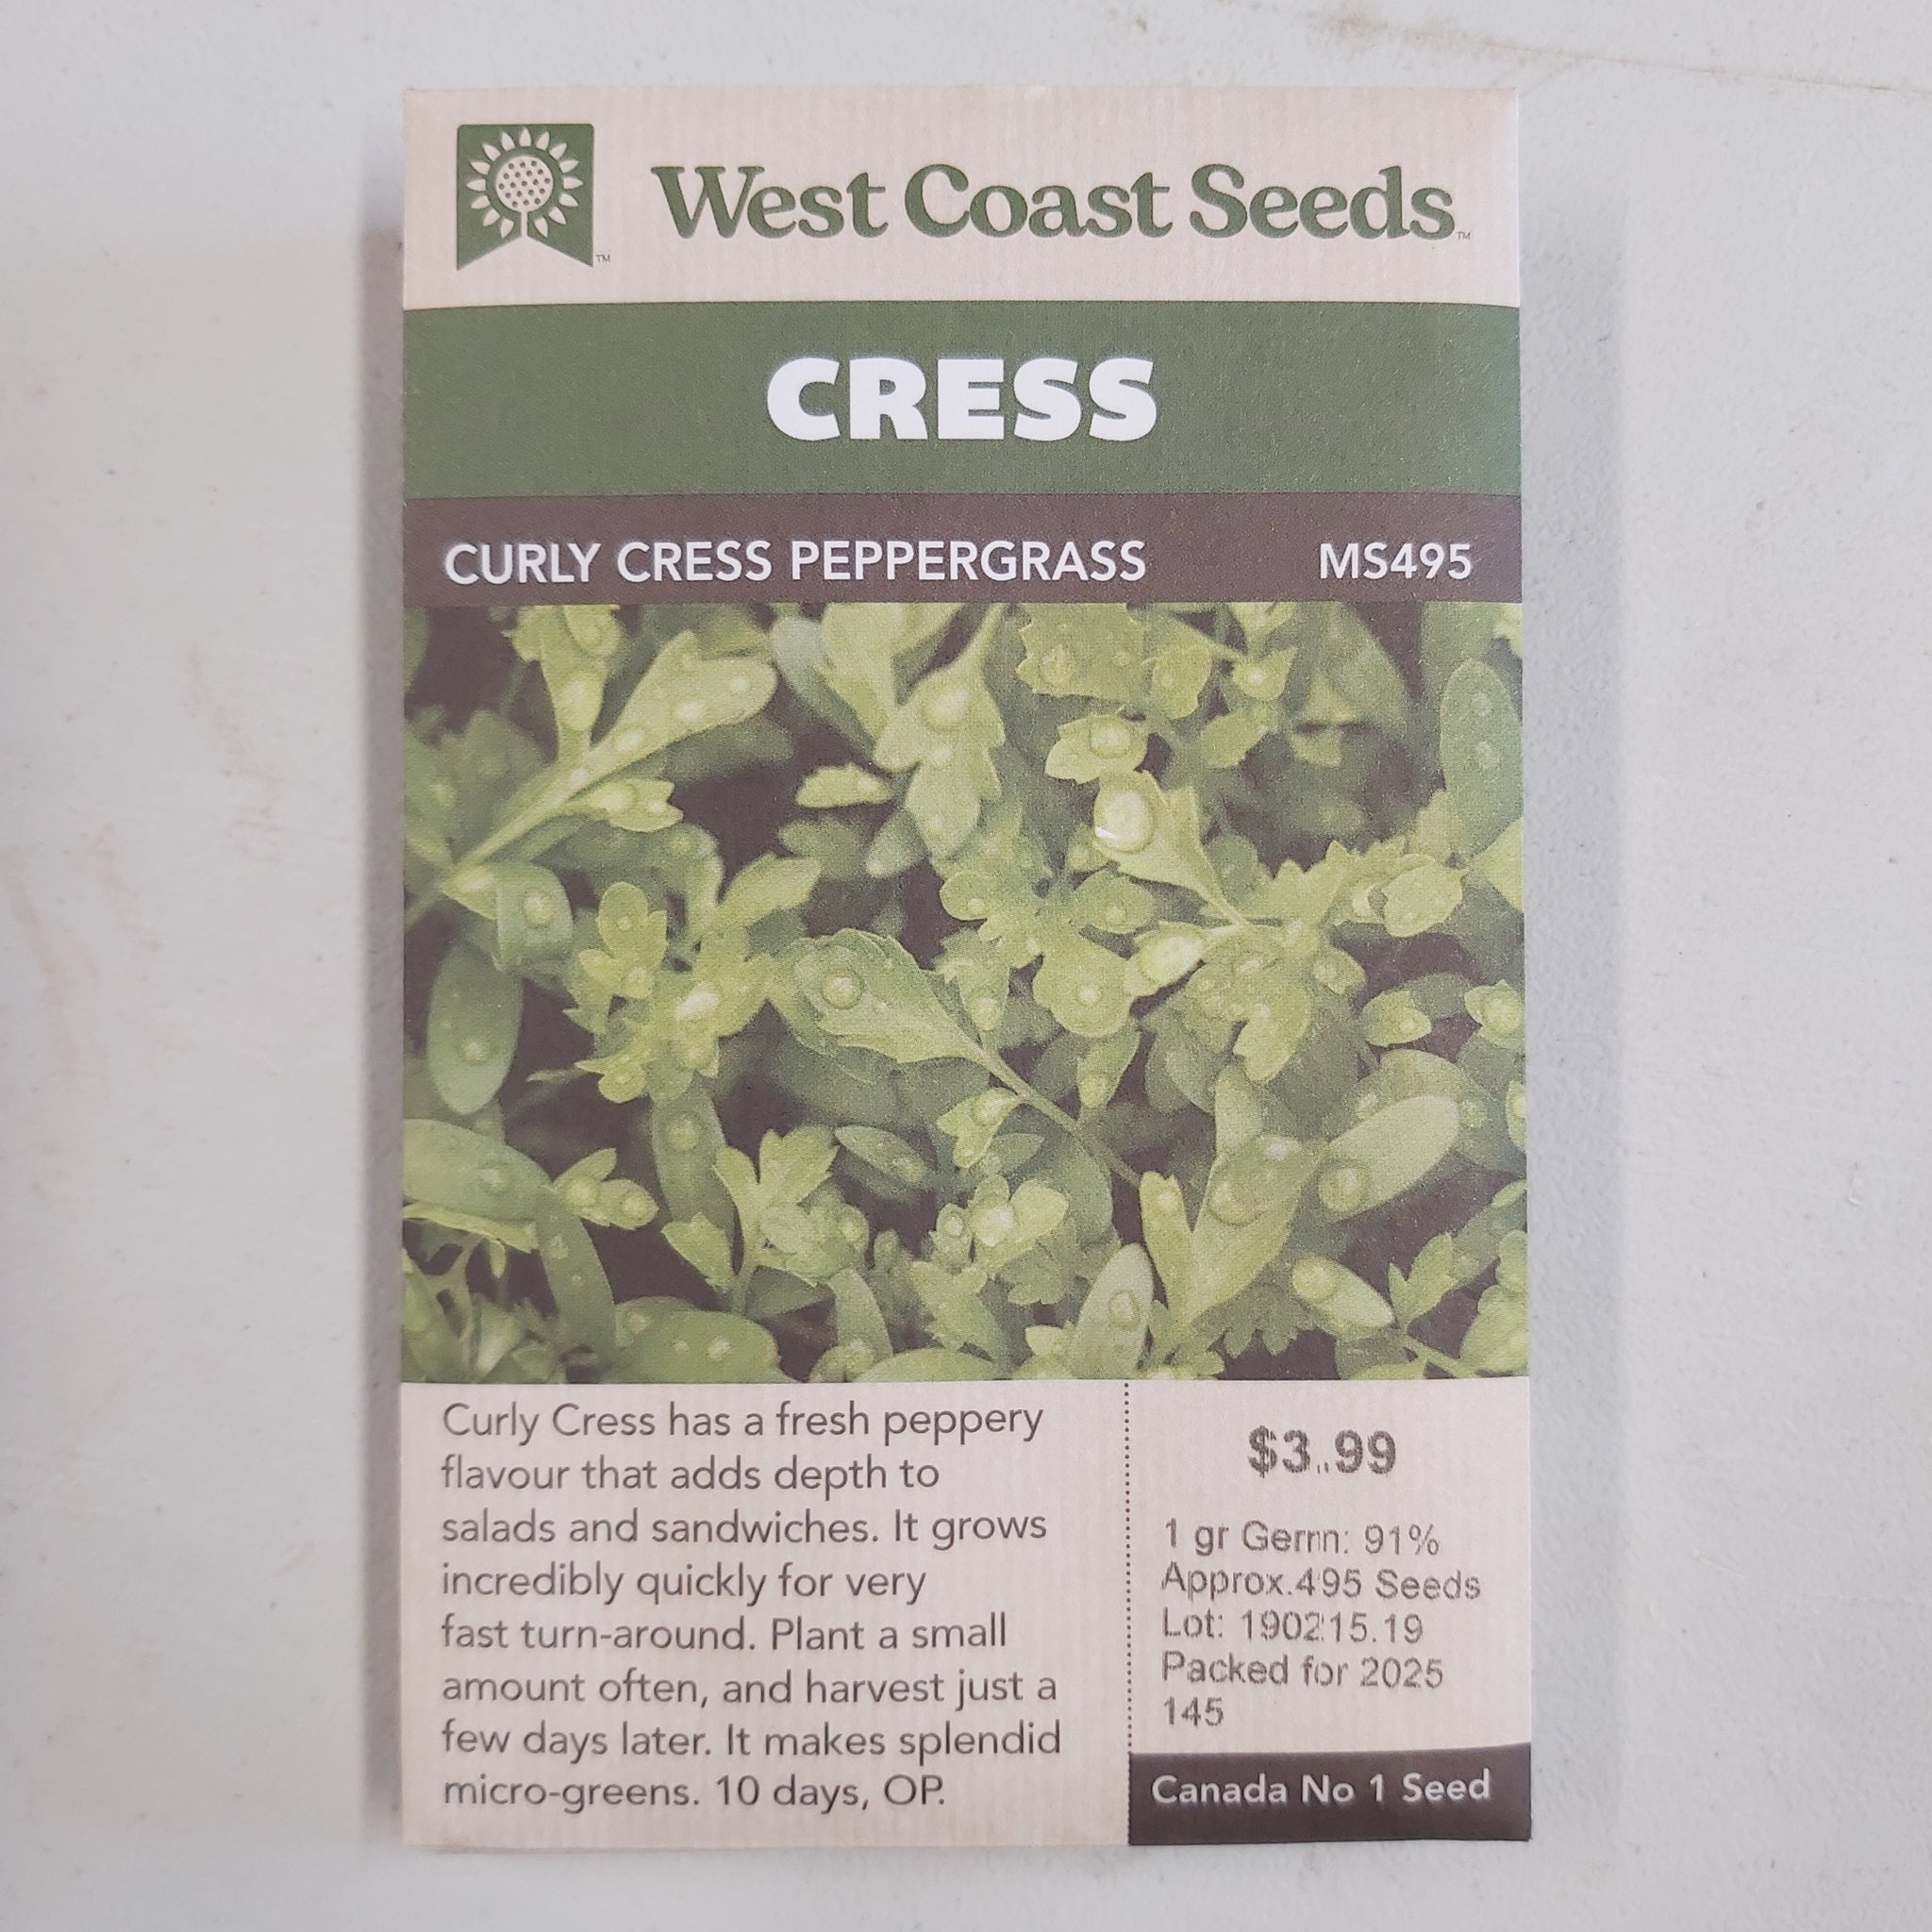 West Coast Seeds™
™
CRESS
CURLY CRESS PEPPERGRASS MS495
Curly Cress has a fresh peppery
flavour that adds depth to
salads and sandwiches. It grows
incredibly quickly for very
fast turn-around. Plant a small
amount often, and harvest just a
few days later. It makes splendid
micro-greens. 10 days, OP.
$3.99
1 gr Germ: 91%
Approx.495 Seeds
Lot: 190215.19
Packed for 2025
145
Canada No 1 Seed